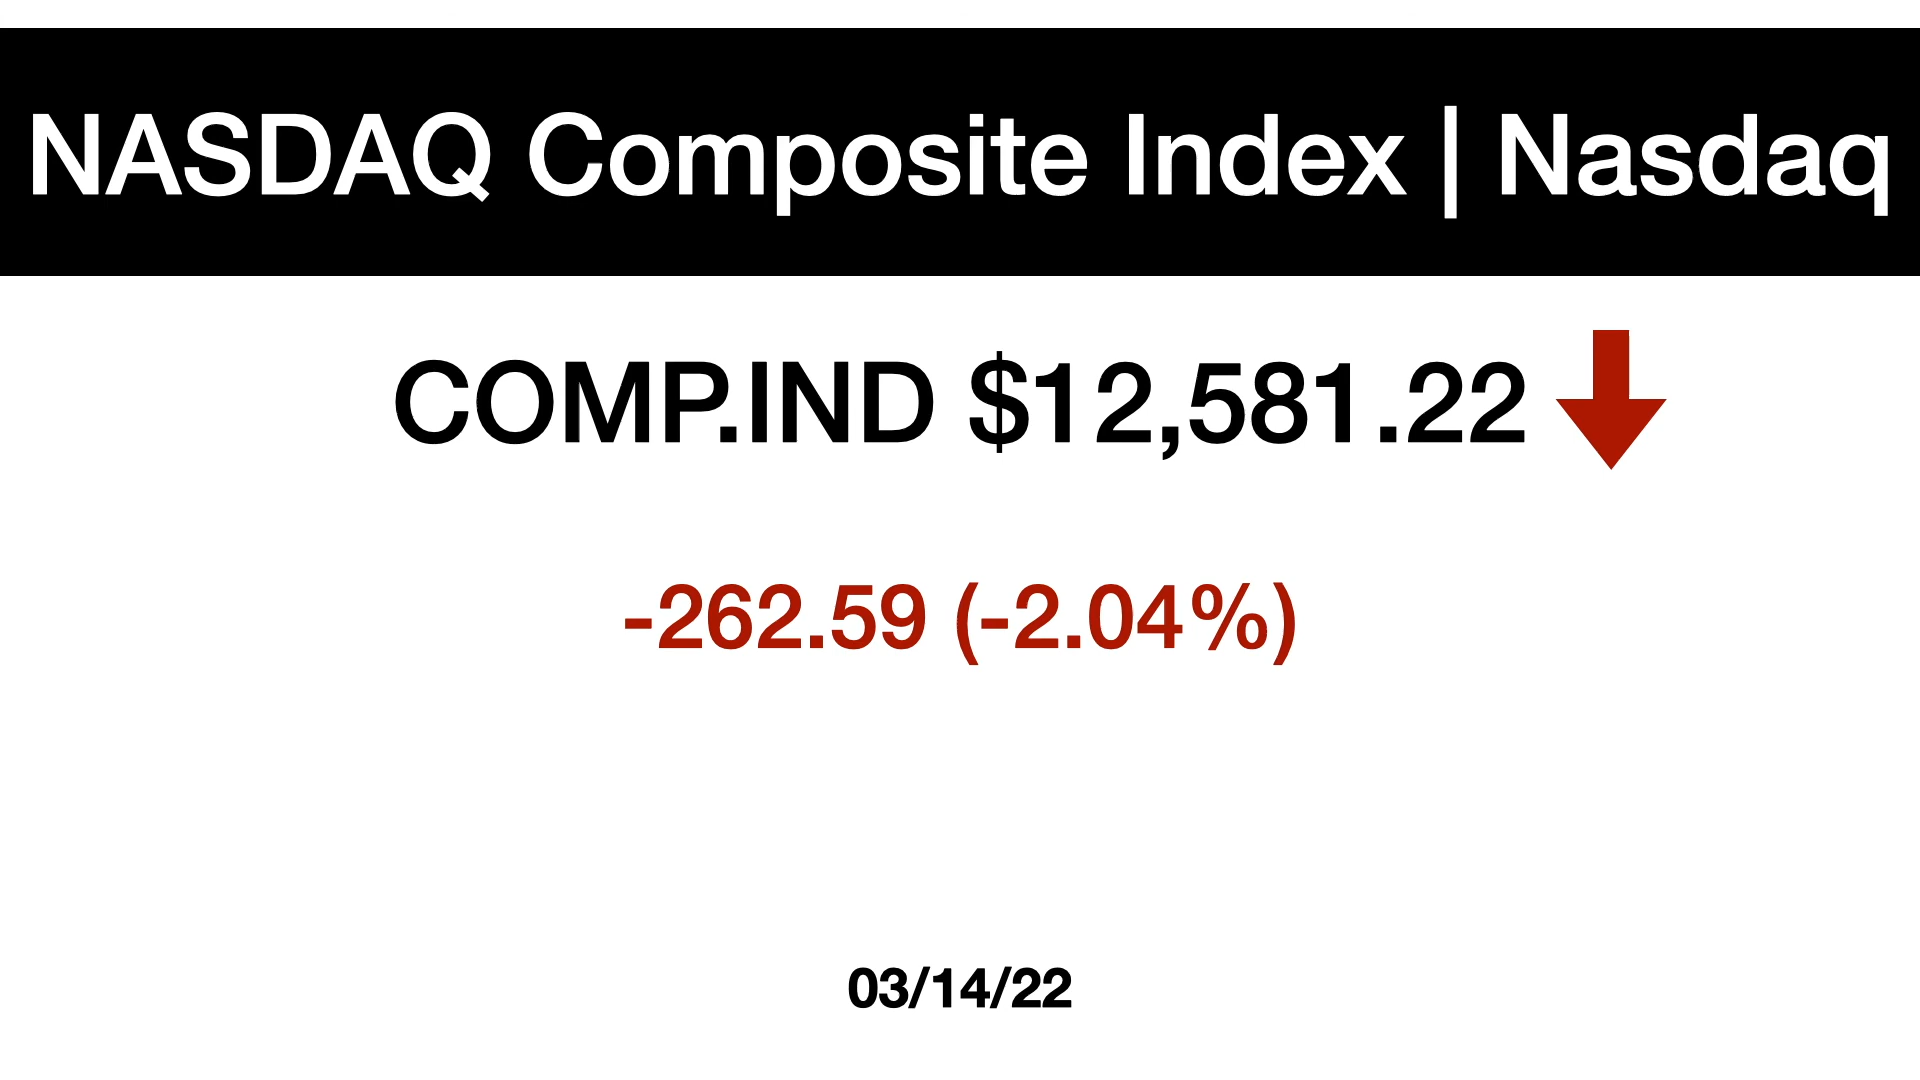 NASDAQ Composite Index | Nasdaq
COMP.IND $12,581.22
-262.59 (-2.04%)
03/14/22